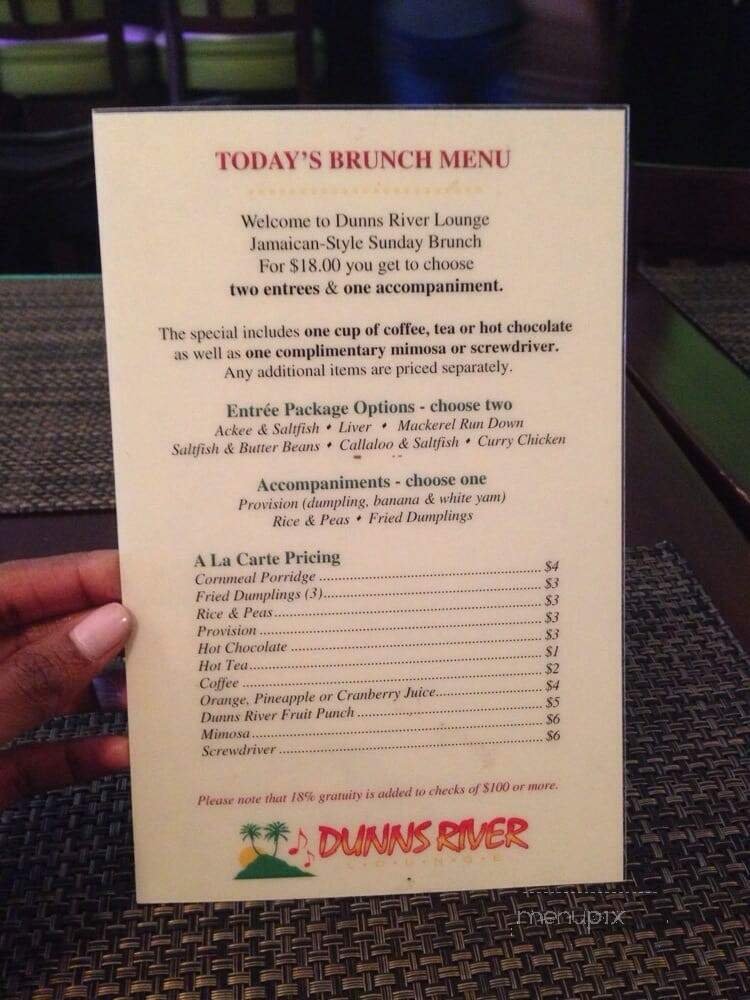 TODAY'S BRUNCH MENU
Welcome to Dunns River Lounge
Jamaican-Style Sunday Brunch
For $18.00 you get to choose
two entrees & one accompaniment.
The special includes one cup of coffee, tea or hot chocolate
as well as one complimentary mimosa or screwdriver.
Any additional items are priced separately.
Entrée Package Options - choose two
Ackee & Saltfish • Liver • Mackerel Run Down
Saltfish & Butter Beans • Callaloo & Saltfish • Curry Chicken
Accompaniments - choose one
Provision (dumpling, banana & white yam)
Rice & Peas • Fried Dumplings
A La Carte Pricing
Cornmeal Porridge ... $4
Fried Dumplings (3) ... $3
Rice & Peas ... $3
Provision ... $3
Hot Chocolate ... $3
Hot Tea ... $1
Coffee ... $2
Orange, Pineapple or Cranberry Juice ... $4
Dunns River Fruit Punch ... $5
Mimosa ... $6
Screwdriver ... $6
Please note that 18% gratuity is added to checks of $100 or more.
DUNNS RIVER
LOUNGE
menupix